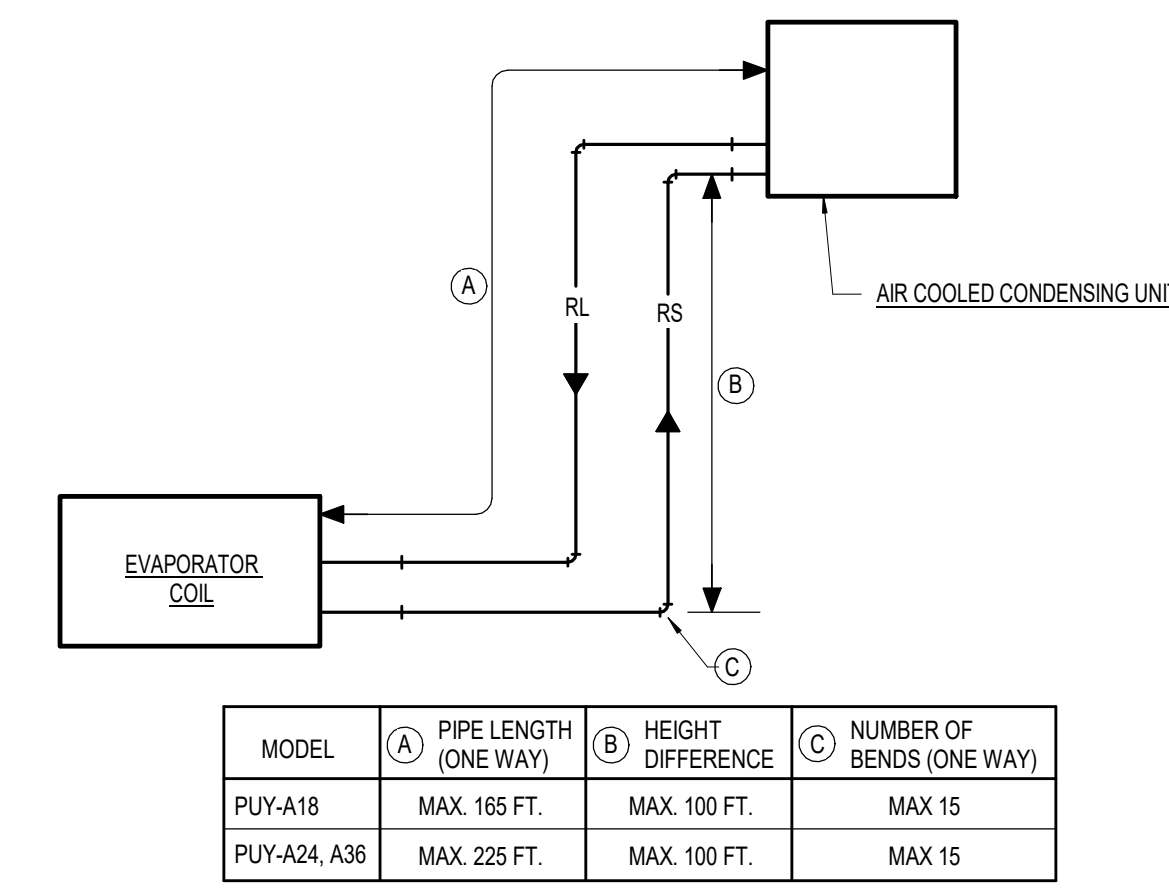 A
RL
RS
AIR COOLED CONDENSING UNIT
B
EVAPORATOR
COIL
C
MODEL
A PIPE LENGTH
(ONE WAY)
B HEIGHT
DIFFERENCE
C NUMBER OF
BENDS (ONE WAY)
PUY-A18 MAX. 165 FT. MAX. 100 FT. MAX 15
PUY-A24, A36 MAX. 225 FT. MAX. 100 FT. MAX 15